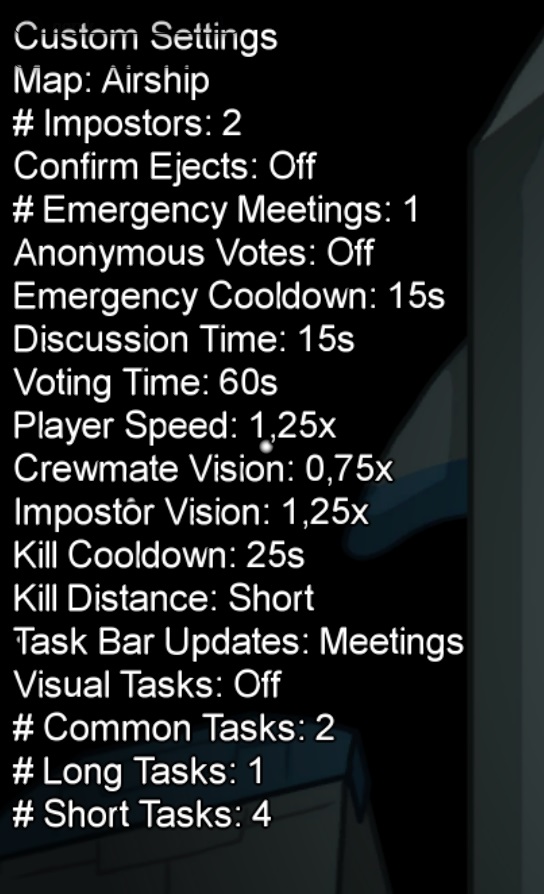 Custom Settings
Map: Airship
# Impostors: 2
Confirm Ejects: Off
# Emergency Meetings: 1
Anonymous Votes: Off
Emergency Cooldown: 15s
Discussion Time: 15s
Voting Time: 60s
Player Speed: 1,25x
Crewmate Vision: 0,75x
Impostor Vision: 1,25x
Kill Cooldown: 25s
Kill Distance: Short
Task Bar Updates: Meetings
Visual Tasks: Off
# Common Tasks: 2
# Long Tasks: 1
# Short Tasks: 4